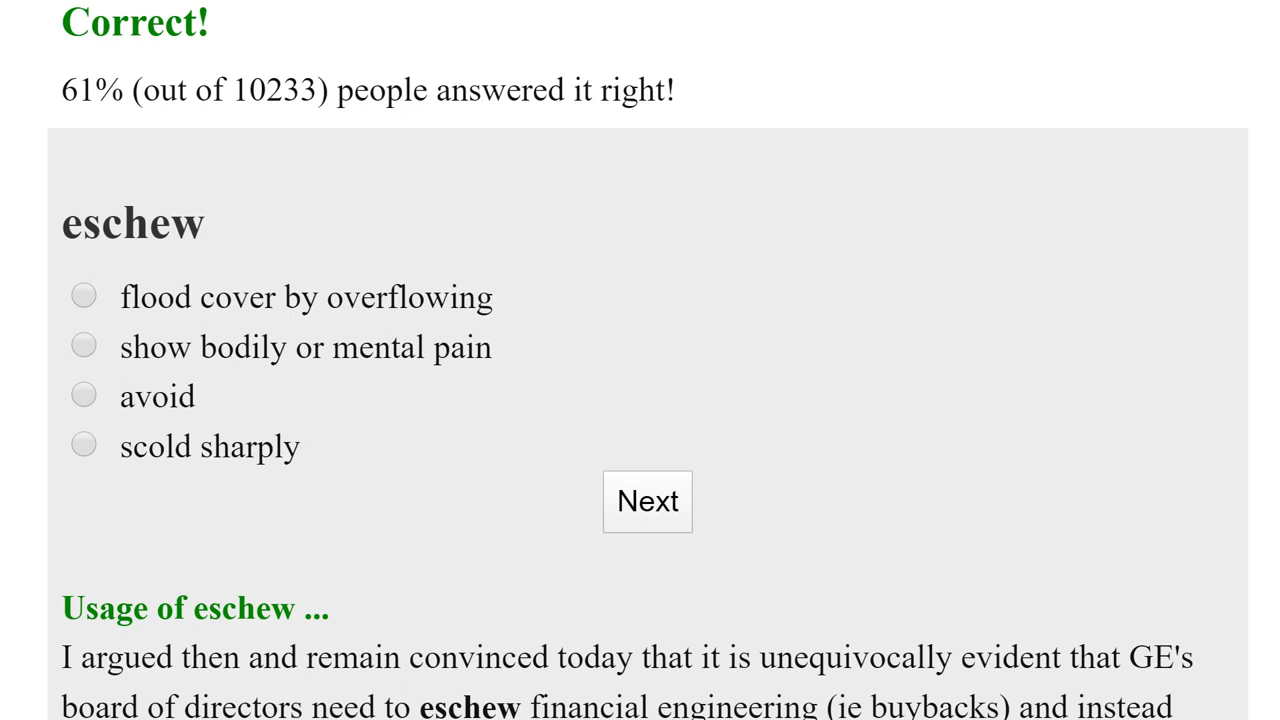 Correct!
61% (out of 10233) people answered it right!
eschew
flood cover by overflowing
show bodily or mental pain
avoid
scold sharply
Next
Usage of eschew ...
I argued then and remain convinced today that it is unequivocally evident that GE's
board of directors need to eschew financial engineering (ie buybacks) and instead